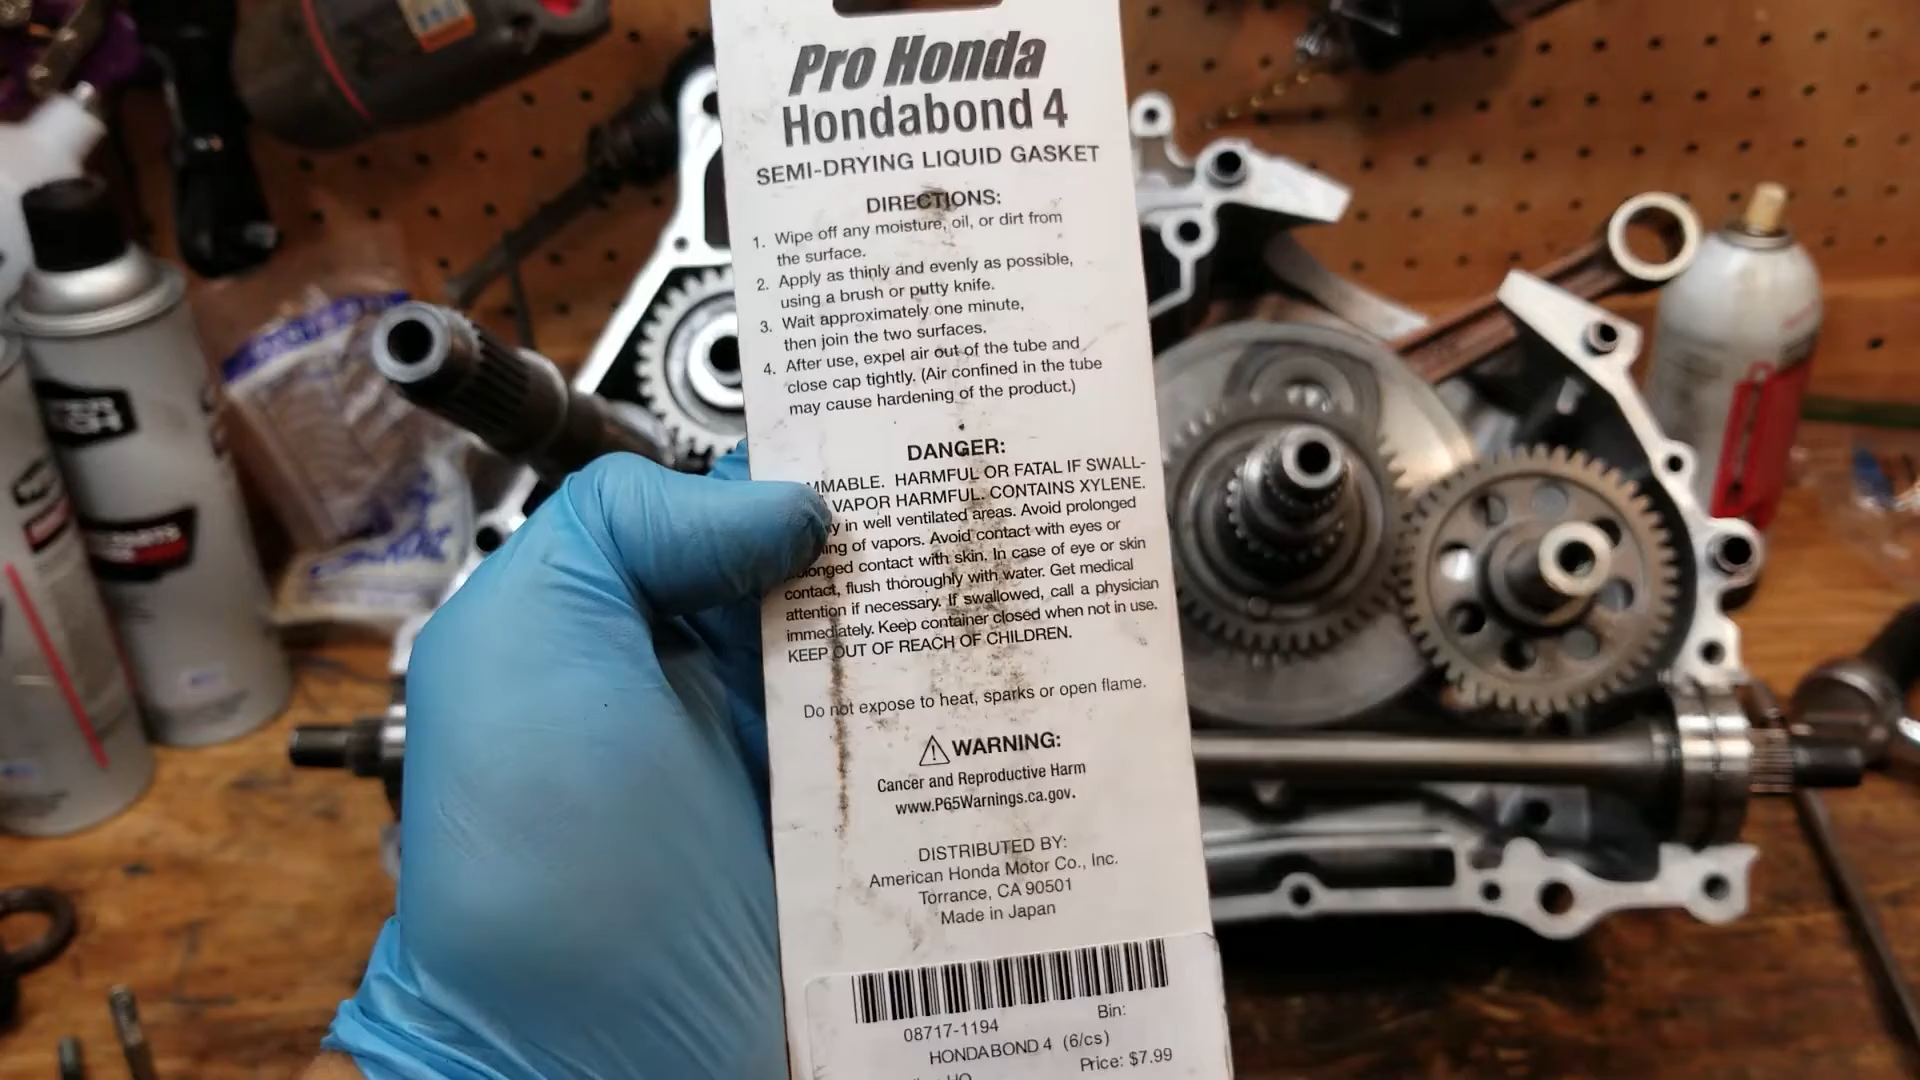 Pro Honda
Hondabond 4
SEMI-DRYING LIQUID GASKET
DIRECTIONS:
1. Wipe off any moisture, oil, or dirt from
the surface.
2. Apply as thinly and evenly as possible,
using a brush or putty knife.
3. Wait approximately one minute,
then join the two surfaces.
4. After use, expel air out of the tube and
close cap tightly. (Air confined in the tube
may cause hardening of the product.)
DANGER:
MMABLE. HARMFUL OR FATAL IF SWALL-
VAPOR HARMFUL. CONTAINS XYLENE.
in well ventilated areas. Avoid prolonged
ing of vapors. Avoid contact with eyes or
longed contact with skin. In case of eye or skin
contact, flush thoroughly with water. Get medical
attention if necessary. If swallowed, call a physician
immediately. Keep container closed when not in use.
KEEP OUT OF REACH OF CHILDREN.
Do not expose to heat, sparks or open flame.
WARNING:
Cancer and Reproductive Harm
www.P65Warnings.ca.gov.
DISTRIBUTED BY:
American Honda Motor Co., Inc.
Torrance, CA 90501
Made in Japan
08717-1194 Bin:
HONDABOND 4 (6/cs)
Price: $7.99